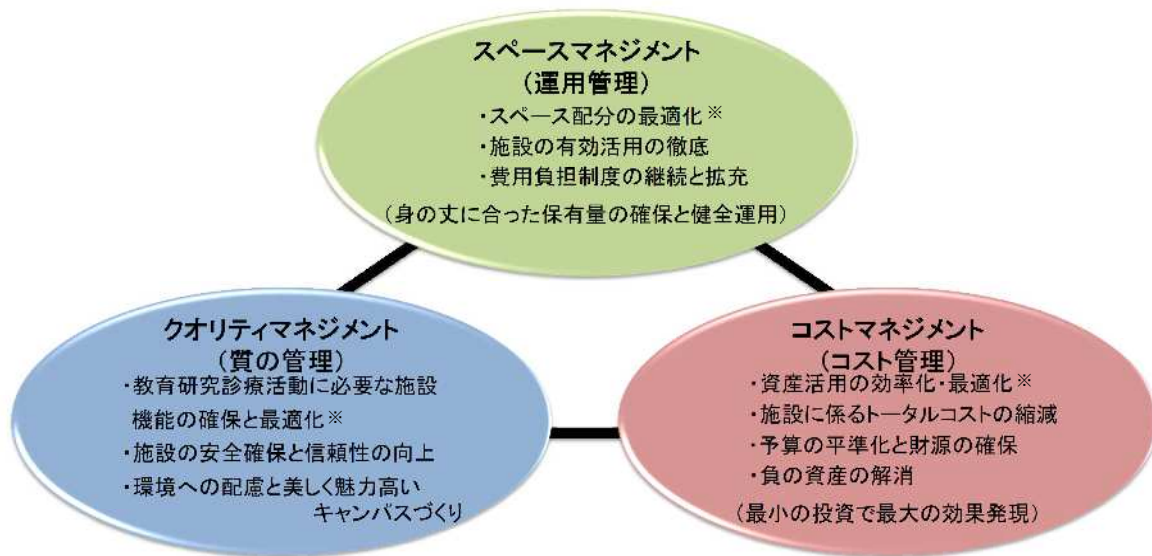 スペースマネジメント
(運用管理)
・スペース配分の最適化※
・施設の有効活用の徹底
・費用負担制度の継続と拡充
(身の丈に合った保有量の確保と健全運用)
クオリティマネジメント
(質の管理)
・教育研究診療活動に必要な施設
機能の確保と最適化※
・施設の安全確保と信頼性の向上
・環境への配慮と美しく魅力高い
キャンパスづくり
コストマネジメント
(コスト管理)
・資産活用の効率化・最適化※
・施設に係るトータルコストの縮減
・予算の平準化と財源の確保
・負の資産の解消
(最小の投資で最大の効果発現)